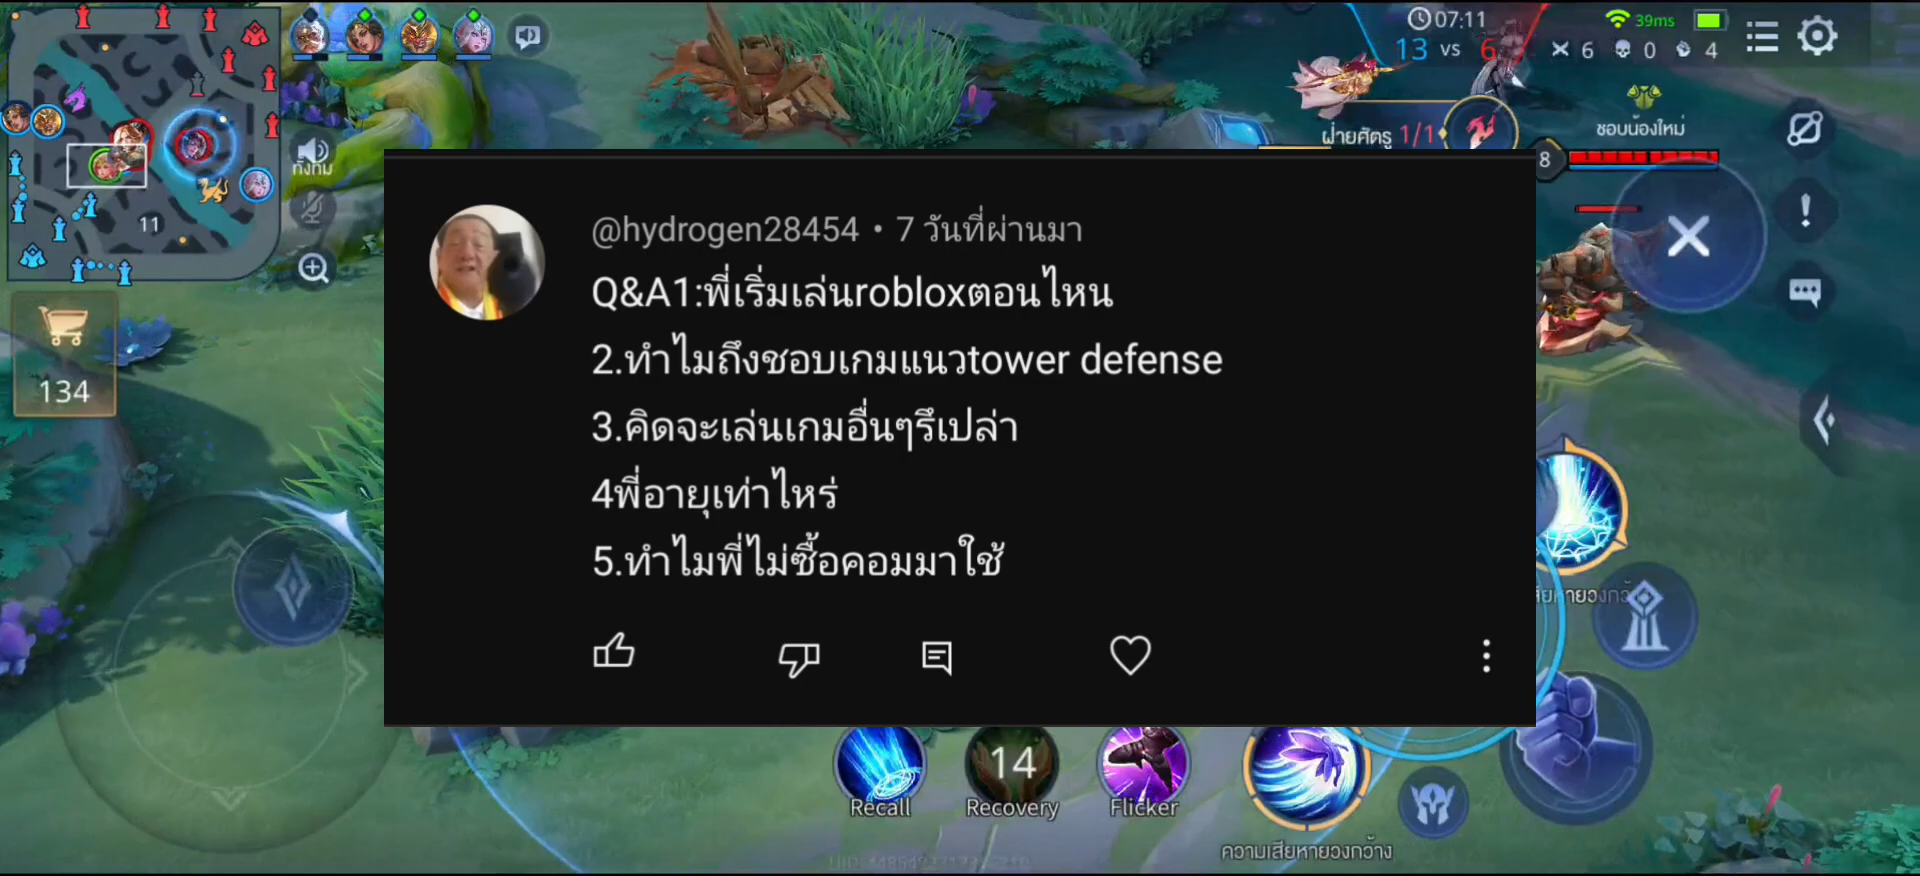 07:11
39ms
13 vs 6
6
0
4
ฝ่ายศัตรู 1/1
ชอบน้องใหม่
8
ทั้งทีม
11
134
@hydrogen28454 • 7 วันที่ผ่านมา
Q&A1:พี่เริ่มเล่นrobloxตอนไหน
2.ทำไมถึงชอบเกมแนวtower defense
3.คิดจะเล่นเกมอื่นๆรึเปล่า
4พี่อายุเท่าไหร่
5.ทำไมพี่ไม่ซื้อคอมมาใช้
14
Recall
Recovery
Flicker
ความเสียหายวงกว้าง